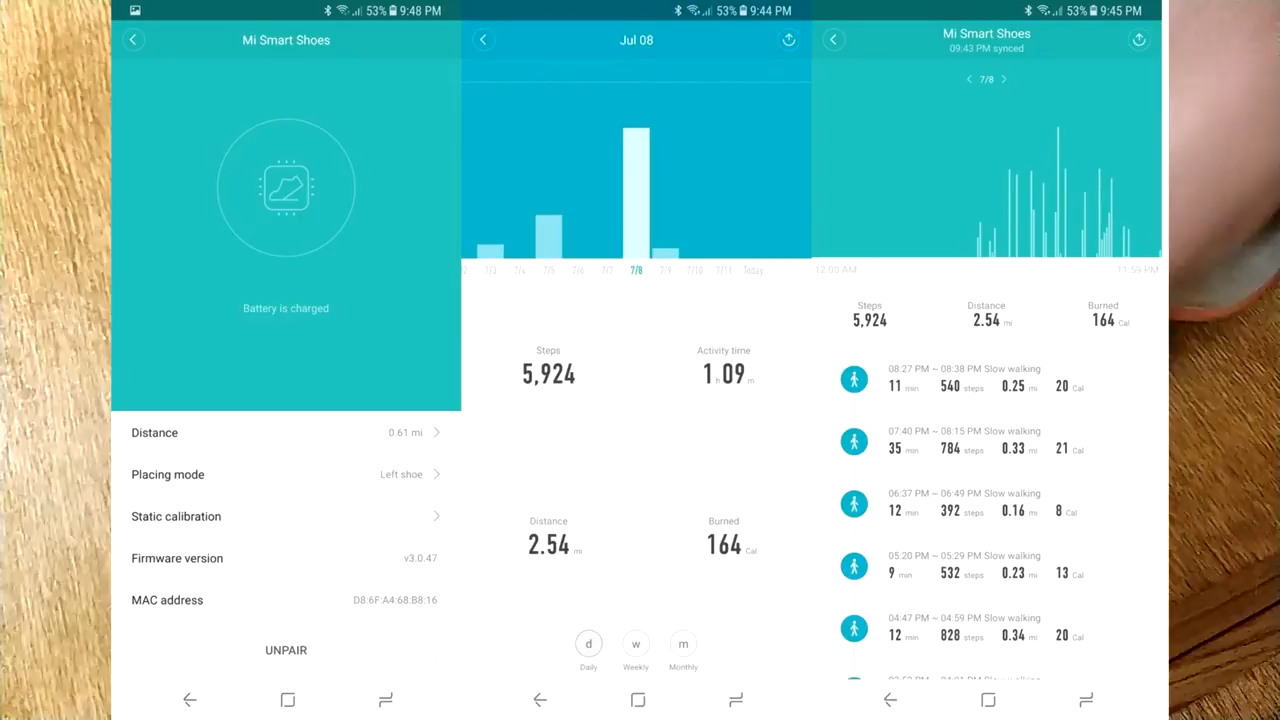 53% 9:48 PM
Mi Smart Shoes
Battery is charged
Distance 0.61 mi
Placing mode Left shoe
Static calibration
Firmware version v3.0.47
MAC address D8:6F:A4:68:B8:16
UNPAIR
53% 9:44 PM
Jul 08
2 7/3 7/4 7/5 7/6 7/7 7/8 7/9 7/10 7/11 Today
Steps Activity time
5,924 1 h 09 m
Distance Burned
2.54 mi 164 Cal
d w m
Daily Weekly Monthly
53% 9:45 PM
Mi Smart Shoes
09:43 PM synced
7/8
12:00 AM 11:59 PM
Steps Distance Burned
5,924 2.54 mi 164 Cal
08:27 PM ~ 08:38 PM Slow walking
11 min 540 steps 0.25 mi 20 Cal
07:40 PM ~ 08:15 PM Slow walking
35 min 784 steps 0.33 mi 21 Cal
06:37 PM ~ 06:49 PM Slow walking
12 min 392 steps 0.16 mi 8 Cal
05:20 PM ~ 05:29 PM Slow walking
9 min 532 steps 0.23 mi 13 Cal
04:47 PM ~ 04:59 PM Slow walking
12 min 828 steps 0.34 mi 20 Cal